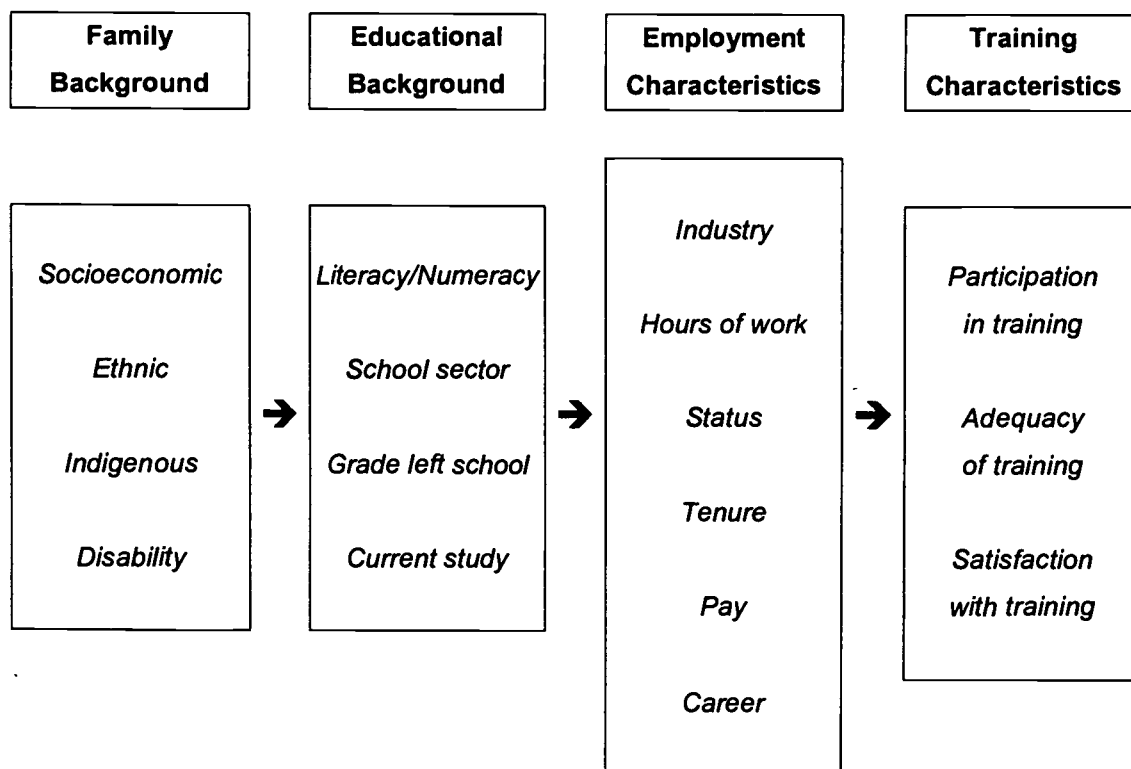 Family
Background
Educational
Background
Employment
Characteristics
Training
Characteristics
Socioeconomic
Ethnic
Indigenous
Disability
Literacy/Numeracy
School sector
Grade left school
Current study
Industry
Hours of work
Status
Tenure
Pay
Career
Participation
in training
Adequacy
of training
Satisfaction
with training